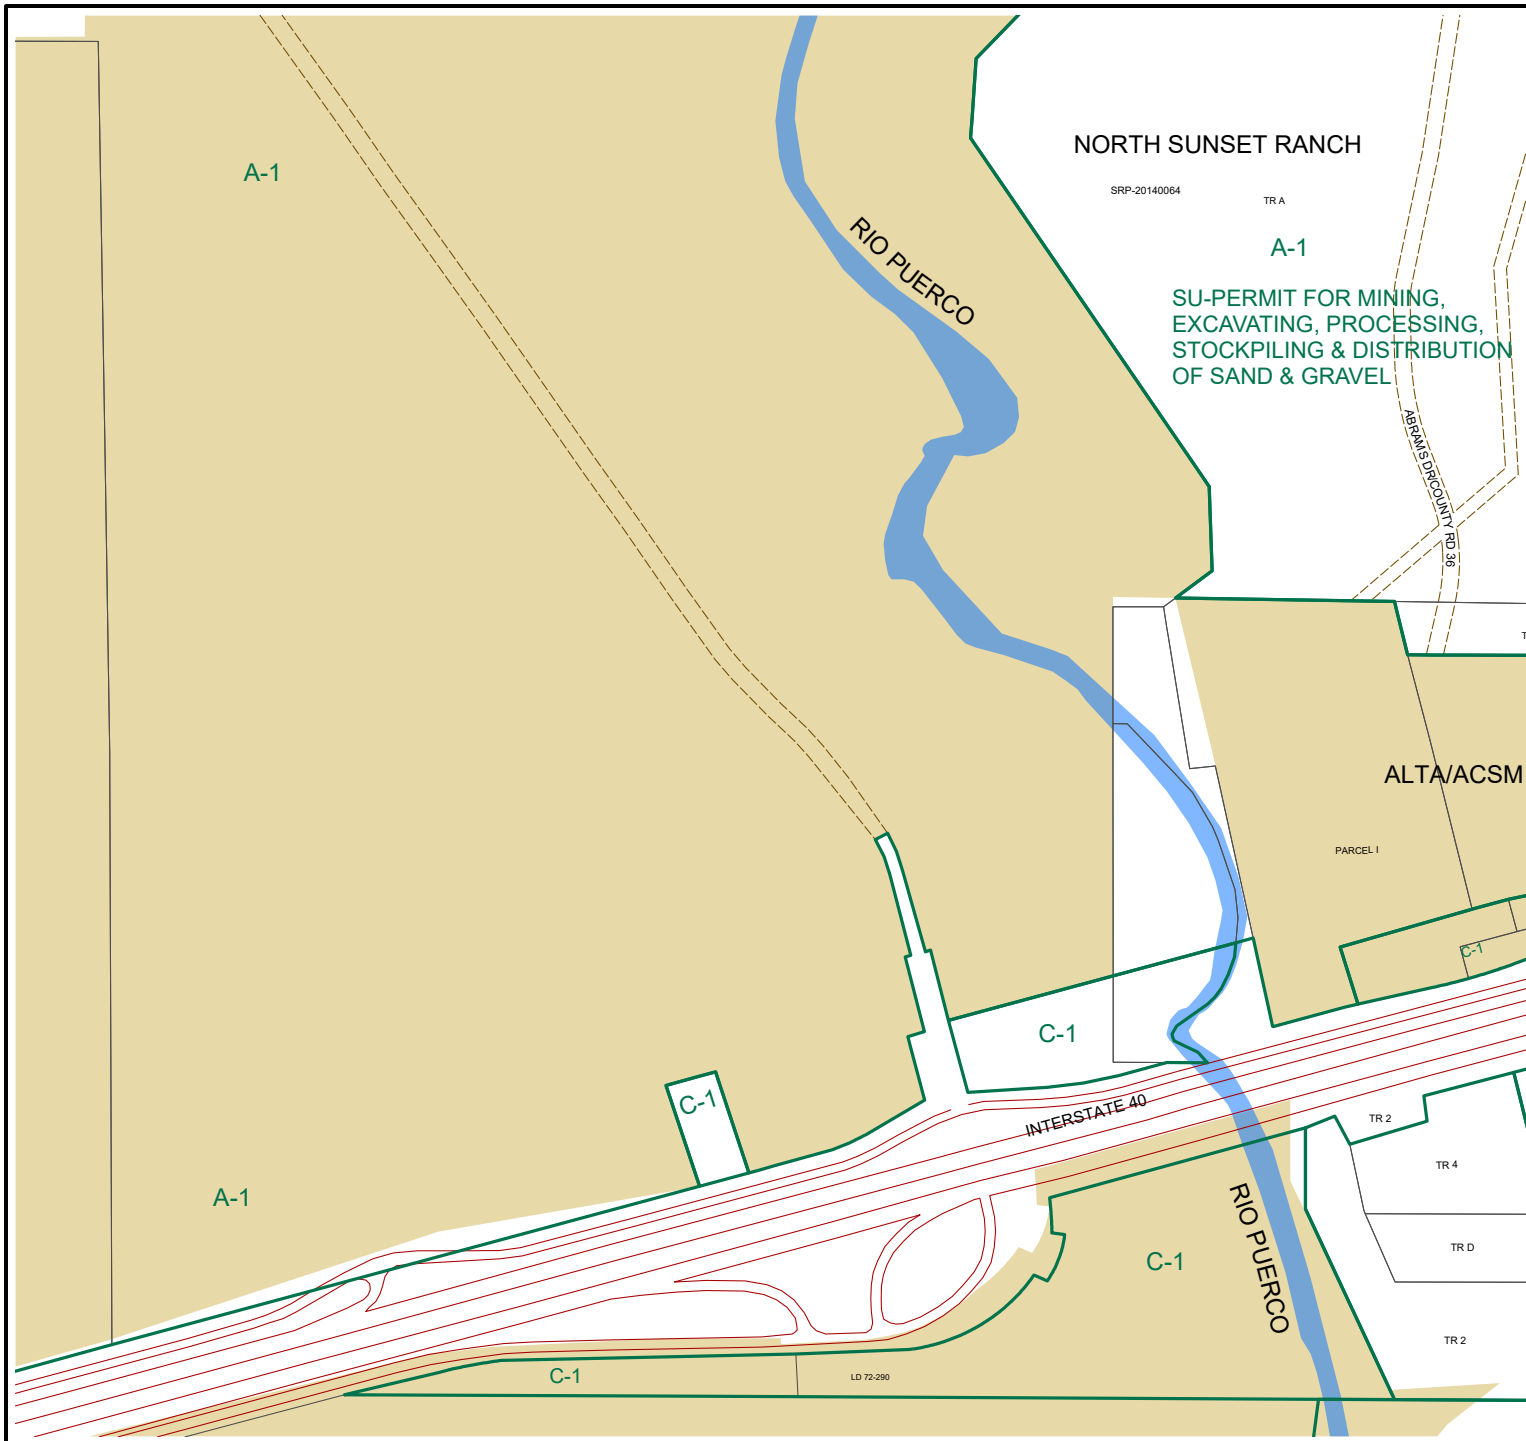 A-1
NORTH SUNSET RANCH
SRP-20140064
TR A
A-1
RIO PUERCO
SU-PERMIT FOR MINING,
EXCAVATING, PROCESSING,
STOCKPILING & DISTRIBUTION
OF SAND & GRAVEL
ABRAMS DR/COUNTY RD 36
T
ALTA/ACSM
PARCEL I
C-1
C-1
C-1
INTERSTATE 40
TR 2
TR 4
A-1
RIO PUERCO
TR D
C-1
TR 2
C-1
LD 72-290